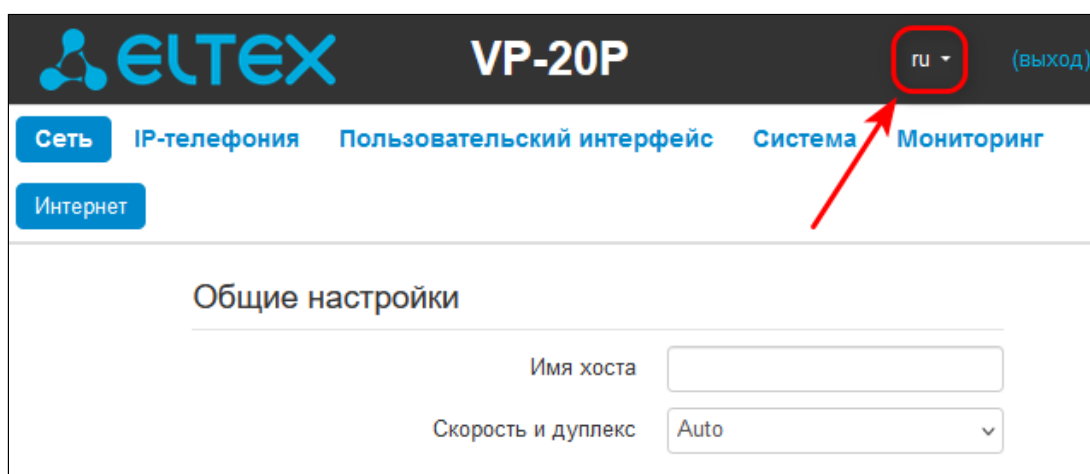 ELTEX VP-20P ru (выход)
Сеть IP-телефония Пользовательский интерфейс Система Мониторинг
Интернет
Общие настройки
Имя хоста
Скорость и дуплекс Auto